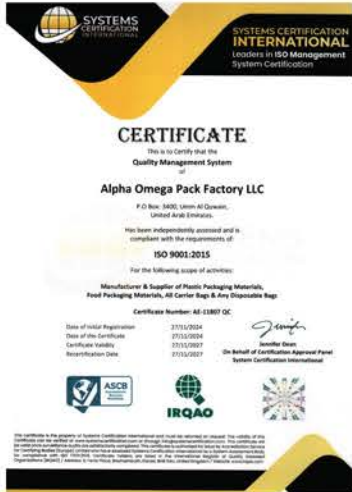 SYSTEMS
CERTIFICATION
INTERNATIONAL
SYSTEMS CERTIFICATION
INTERNATIONAL
Leaders in ISO Management
System Certification
CERTIFICATE
This is to Certify that the
Quality Management System
of
Alpha Omega Pack Factory LLC
P.O Box: 3400, Umm Al Quwain,
United Arab Emirates.
Has been independently assessed and is
compliant with the requirements of:
ISO 9001:2015
For the following scope of activities:
Manufacturer & Supplier of Plastic Packaging Materials,
Food Packaging Materials, All Carrier Bags & Any Disposable Bags
Certificate Number: AE-11807 QC
Date of Initial Registration 27/11/2024
Date of this Certificate 27/11/2024
Certificate Validity 27/11/2027
Recertification Date 27/11/2027
Jennifer Dean
On Behalf of Certification Approval Panel
System Certification International
ASCB
IRQAO